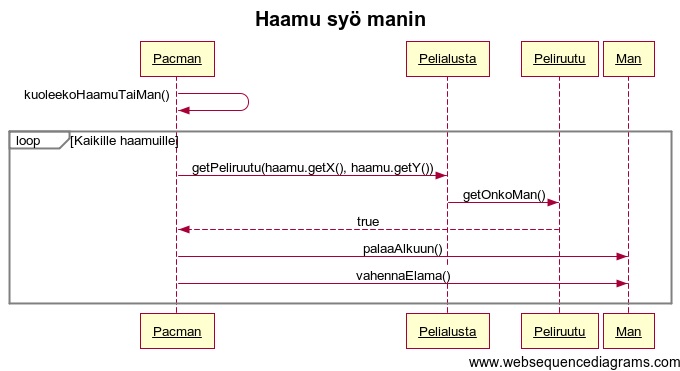 Haamu syö manin
Pacman Pelialusta Peliruutu Man
kuoleekoHaamuTaiMan()
loop [Kaikille haamuille]
getPeliruutu(haamu.getX(), haamu.getY())
getOnkoMan()
true
palaaAlkuun()
vahennaElama()
Pacman Pelialusta Peliruutu Man
www.websequencediagrams.com